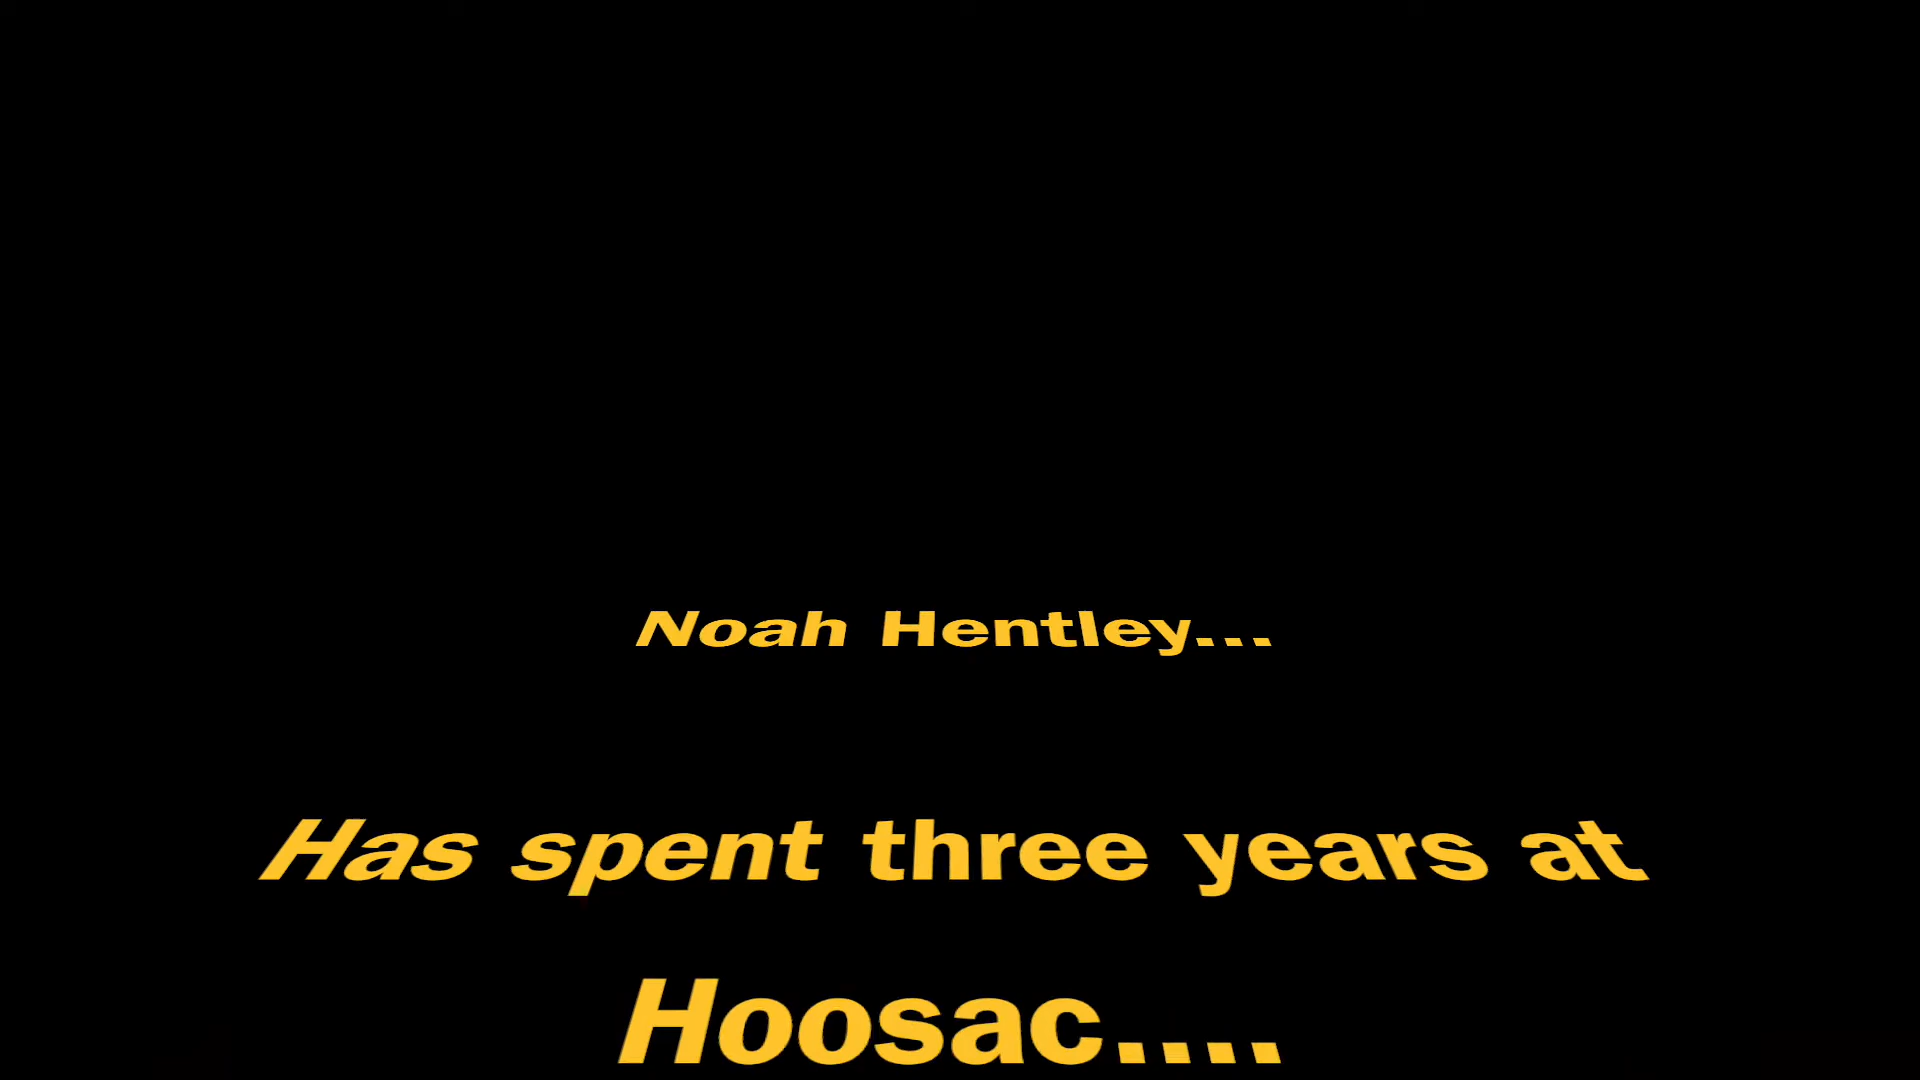 Noah Hentley...
Has spent three years at
Hoosac....